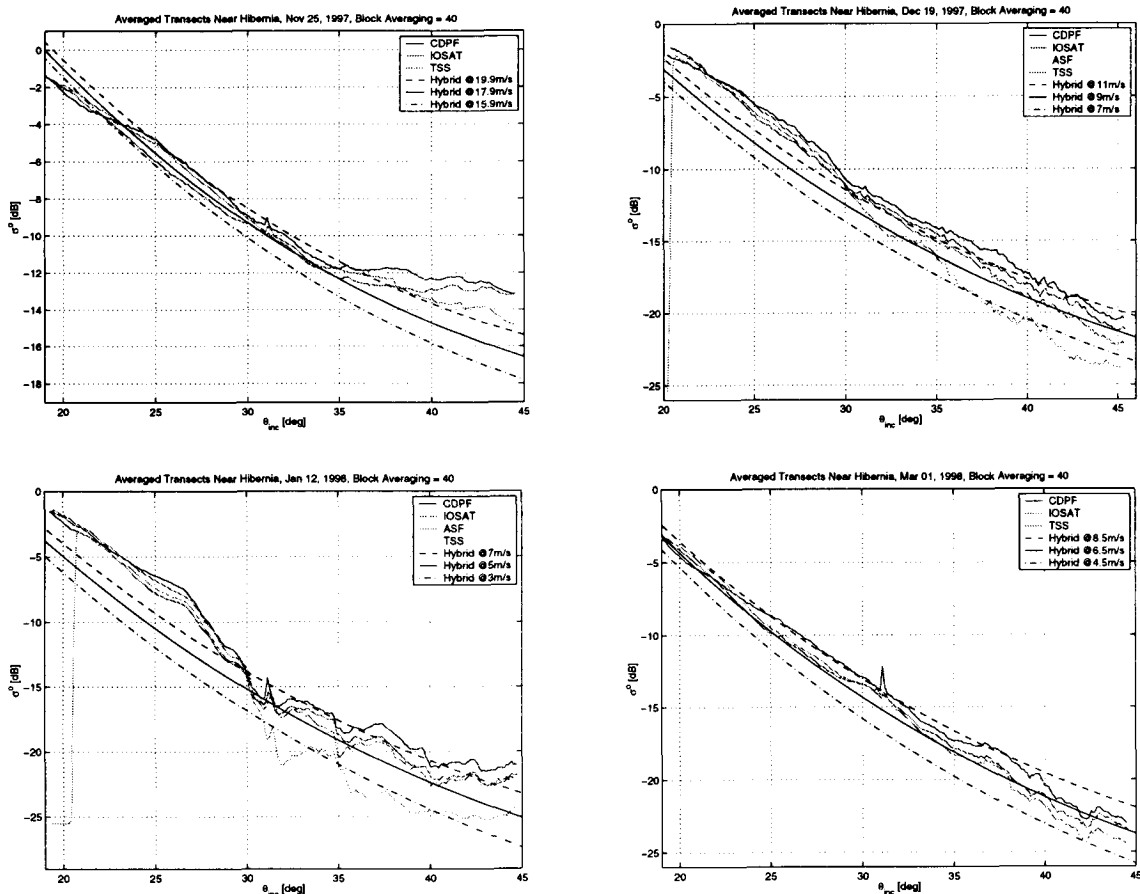 Averaged Transects Near Hibernia, Nov 25, 1997, Block Averaging = 40
CDPF
IOSAT
TSS
Hybrid @19.9m/s
Hybrid @17.9m/s
Hybrid @15.9m/s
0
−2
−4
−6
−8
−10
−12
−14
−16
−18
σ⁰ [dB]
20
25
30
35
40
45
θinc [deg]
Averaged Transects Near Hibernia, Dec 19, 1997, Block Averaging = 40
CDPF
IOSAT
ASF
TSS
Hybrid @11m/s
Hybrid @9m/s
Hybrid @7m/s
0
−5
−10
−15
−20
−25
σ⁰ [dB]
20
25
30
35
40
45
θinc [deg]
Averaged Transects Near Hibernia, Jan 12, 1998, Block Averaging = 40
CDPF
IOSAT
ASF
TSS
Hybrid @7m/s
Hybrid @5m/s
Hybrid @3m/s
0
−5
−10
−15
−20
−25
σ⁰ [dB]
20
25
30
35
40
45
θinc [deg]
Averaged Transects Near Hibernia, Mar 01, 1998, Block Averaging = 40
CDPF
IOSAT
TSS
Hybrid @8.5m/s
Hybrid @6.5m/s
Hybrid @4.5m/s
0
−5
−10
−15
−20
−25
σ⁰ [dB]
20
25
30
35
40
45
θinc [deg]